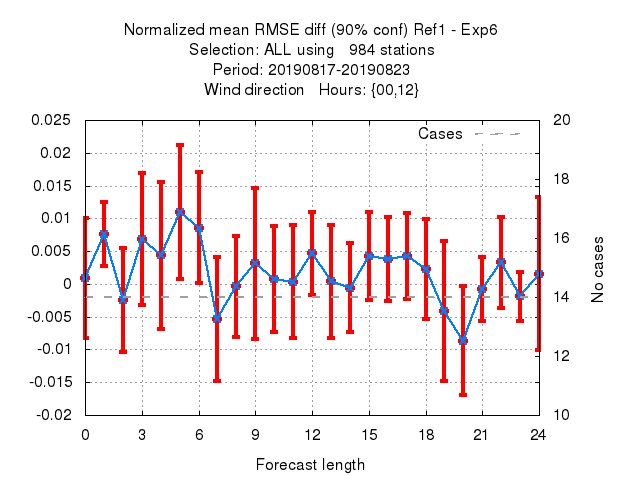 Normalized mean RMSE diff (90% conf) Ref1 - Exp6
Selection: ALL using   984 stations
Period: 20190817-20190823
Wind direction   Hours: {00,12}
Cases
0.025
0.02
0.015
0.01
0.005
0
-0.005
-0.01
-0.015
-0.02
20
18
16
14
12
10
No cases
0 3 6 9 12 15 18 21 24
Forecast length